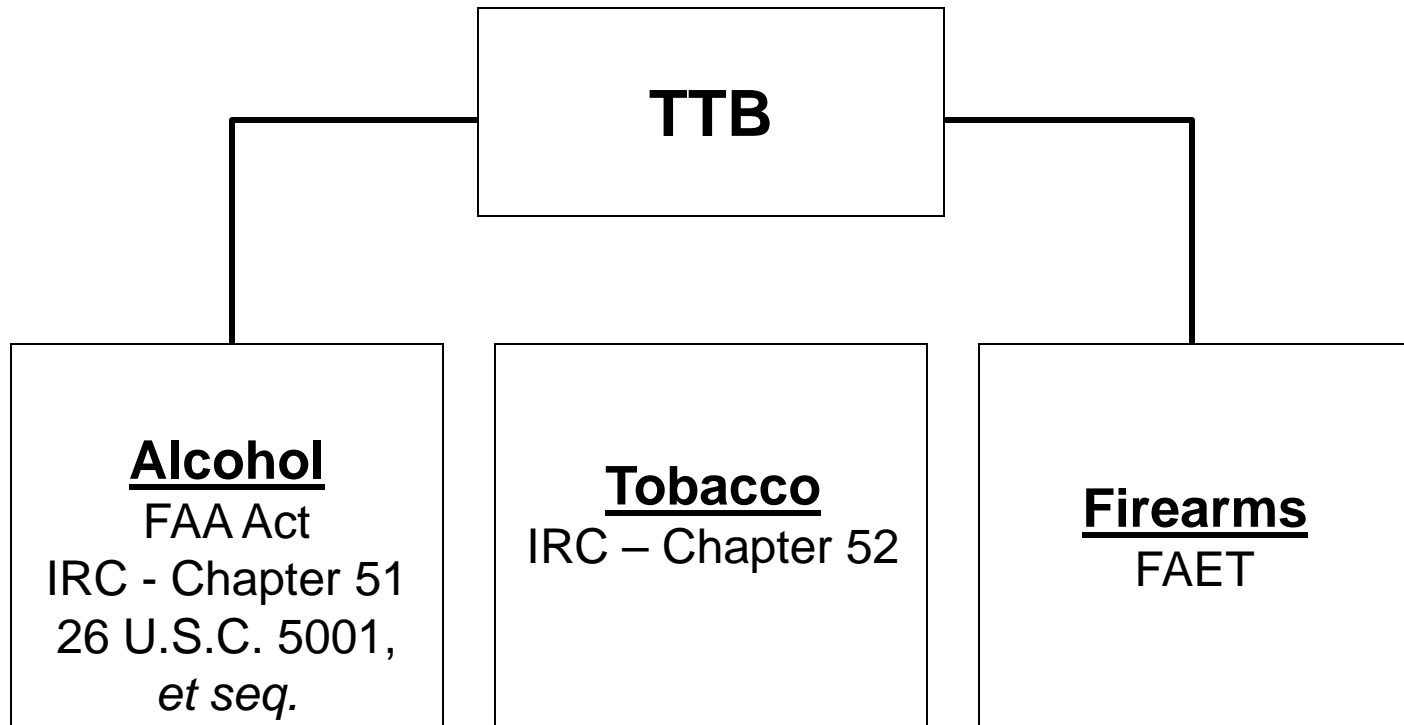 TTB
Alcohol
FAA Act
IRC - Chapter 51
26 U.S.C. 5001,
et seq.
Tobacco
IRC – Chapter 52
Firearms
FAET